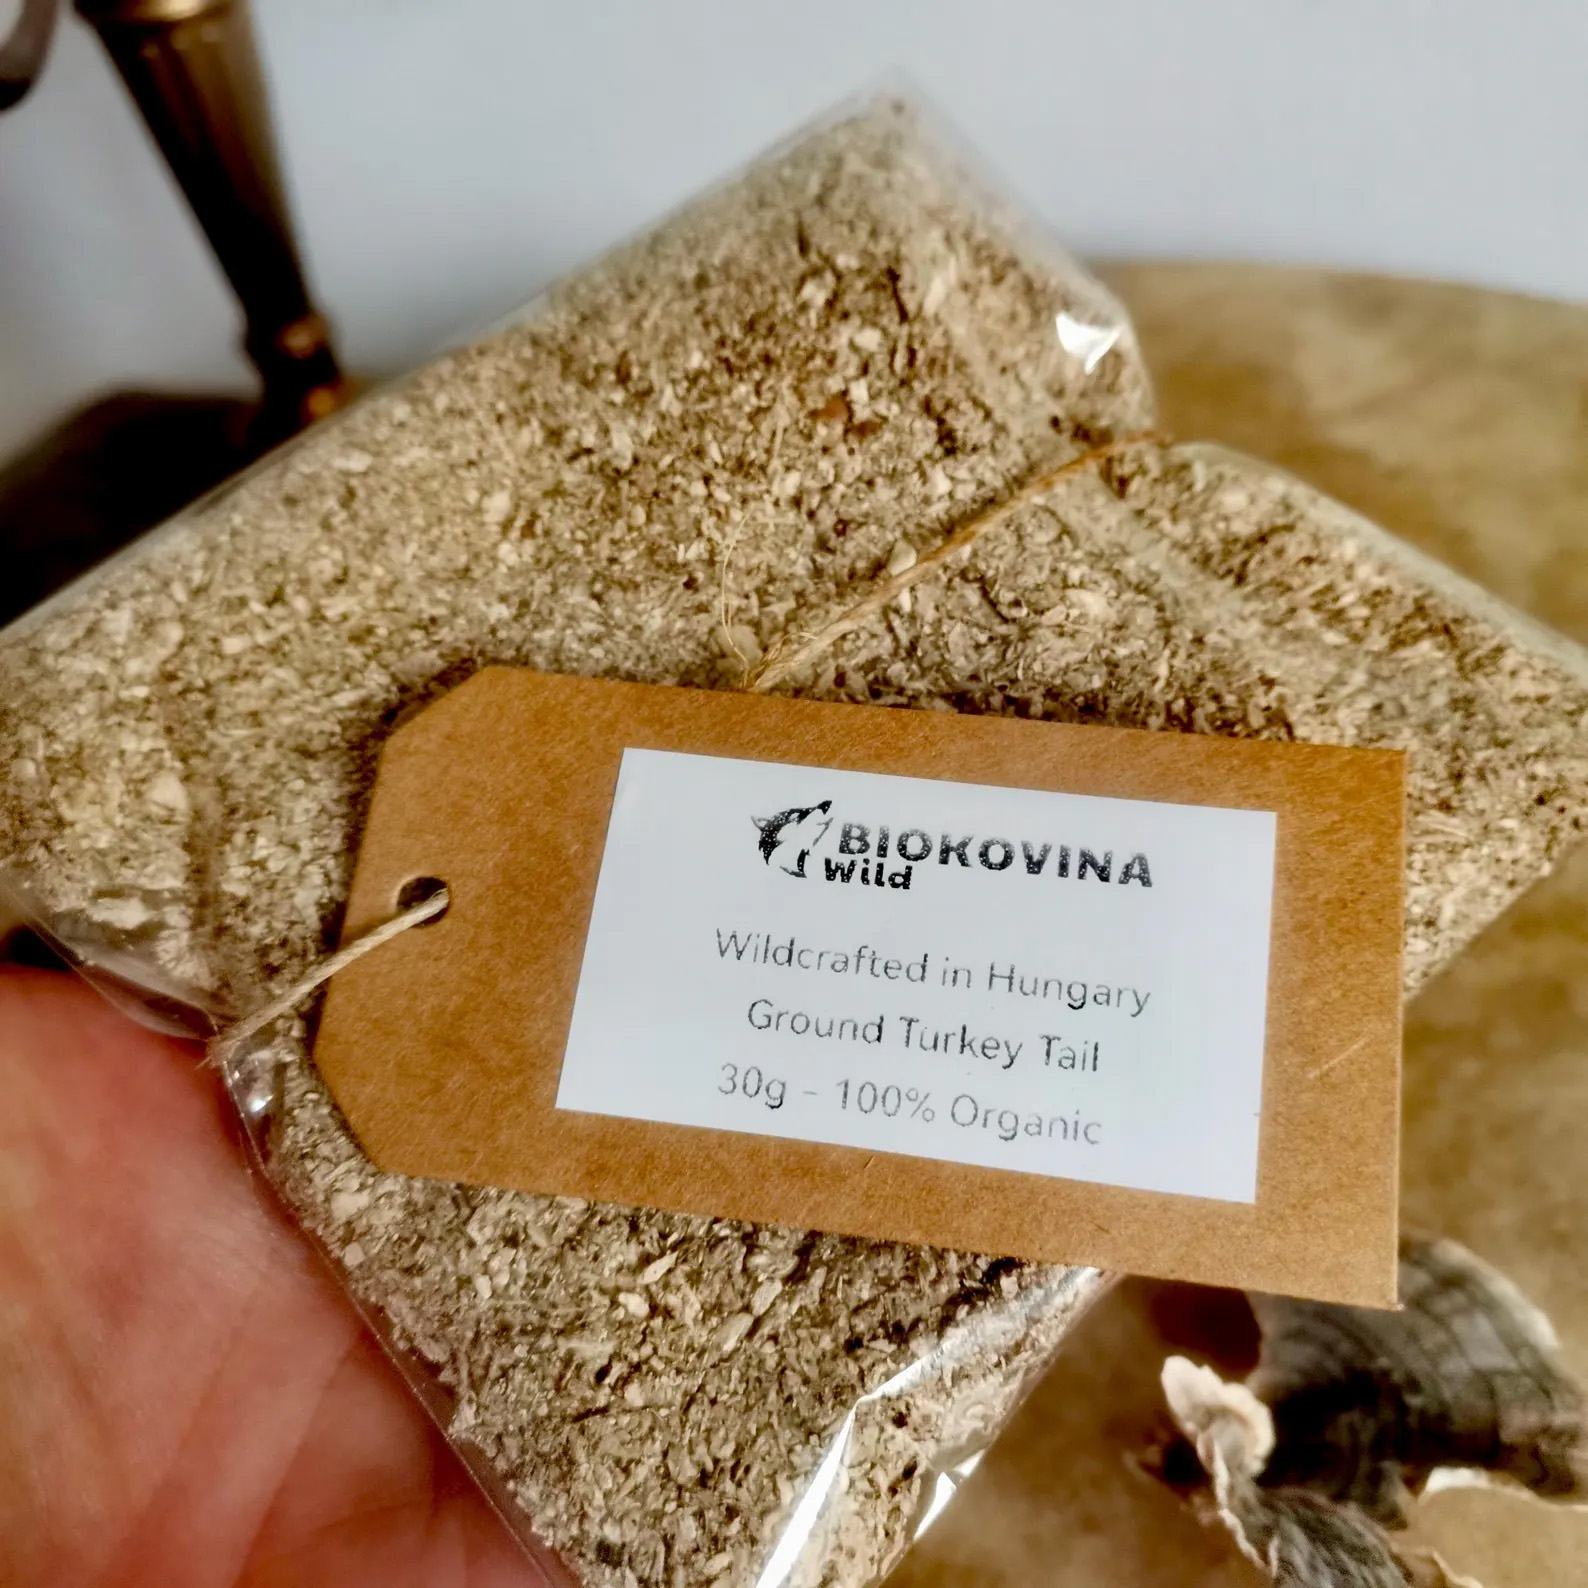 BIOKOVINA
Wild
Wildcrafted in Hungary
Ground Turkey Tail
30g - 100% Organic